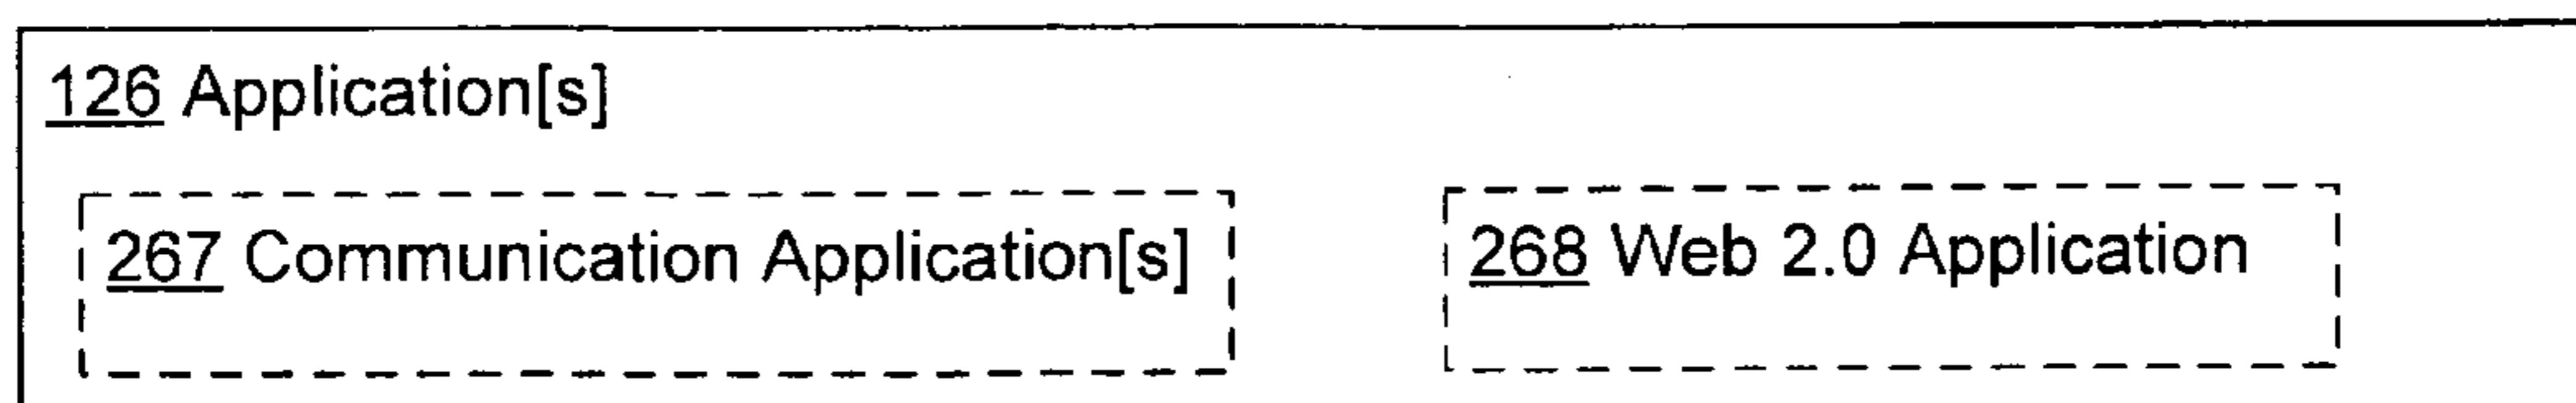 126 Application[s]
267 Communication Application[s]
268 Web 2.0 Application